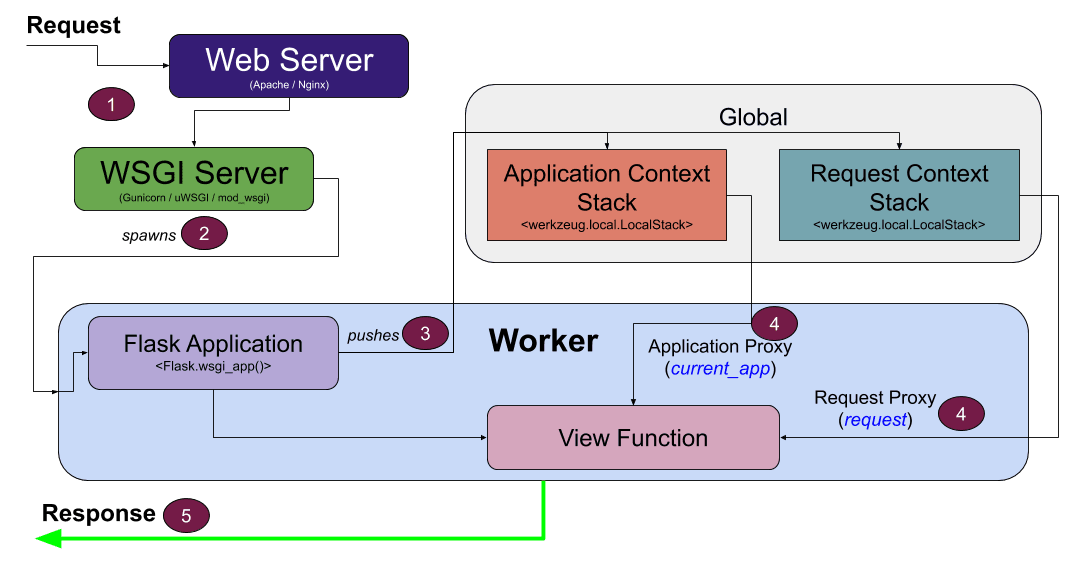 Request
Web Server
(Apache / Nginx)
1
WSGI Server
(Gunicorn / uWSGI / mod_wsgi)
spawns
2
Global
Application Context
Stack
<werkzeug.local.LocalStack>
Request Context
Stack
<werkzeug.local.LocalStack>
Worker
Flask Application
<Flask.wsgi_app()>
pushes
3
4
Application Proxy
(current_app)
Request Proxy
(request)
4
View Function
Response
5